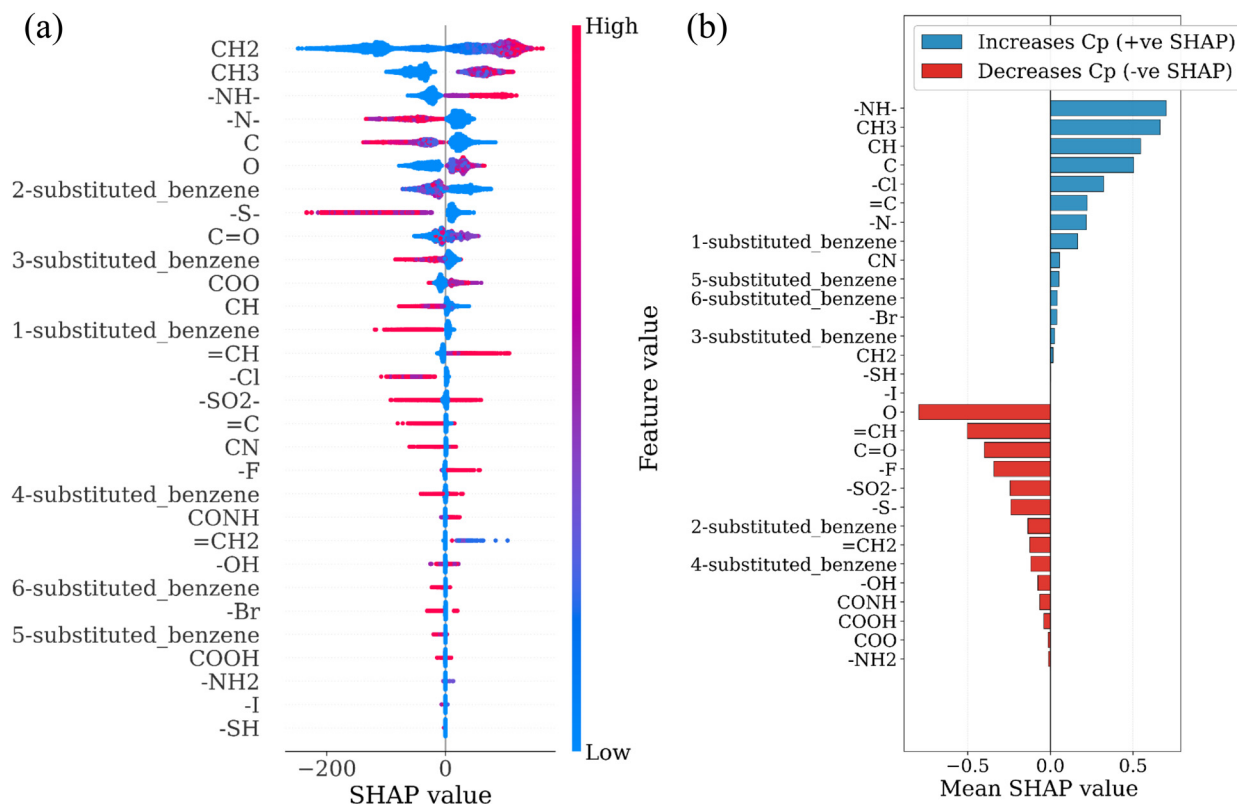 (a)
High
CH2
CH3
-NH-
-N-
C
O
2-substituted_benzene
-S-
C=O
3-substituted_benzene
COO
CH
1-substituted_benzene
=CH
-Cl
-SO2-
=C
CN
-F
4-substituted_benzene
CONH
=CH2
-OH
6-substituted_benzene
-Br
5-substituted_benzene
COOH
-NH2
-I
-SH
Low
Feature value
−200
0
SHAP value
(b)
Increases Cp (+ve SHAP)
Decreases Cp (-ve SHAP)
-NH-
CH3
CH
C
-Cl
=C
-N-
1-substituted_benzene
CN
5-substituted_benzene
6-substituted_benzene
-Br
3-substituted_benzene
CH2
-SH
-I
O
=CH
C=O
-F
-SO2-
-S-
2-substituted_benzene
=CH2
4-substituted_benzene
-OH
CONH
COOH
COO
-NH2
−0.5
0.0
0.5
Mean SHAP value